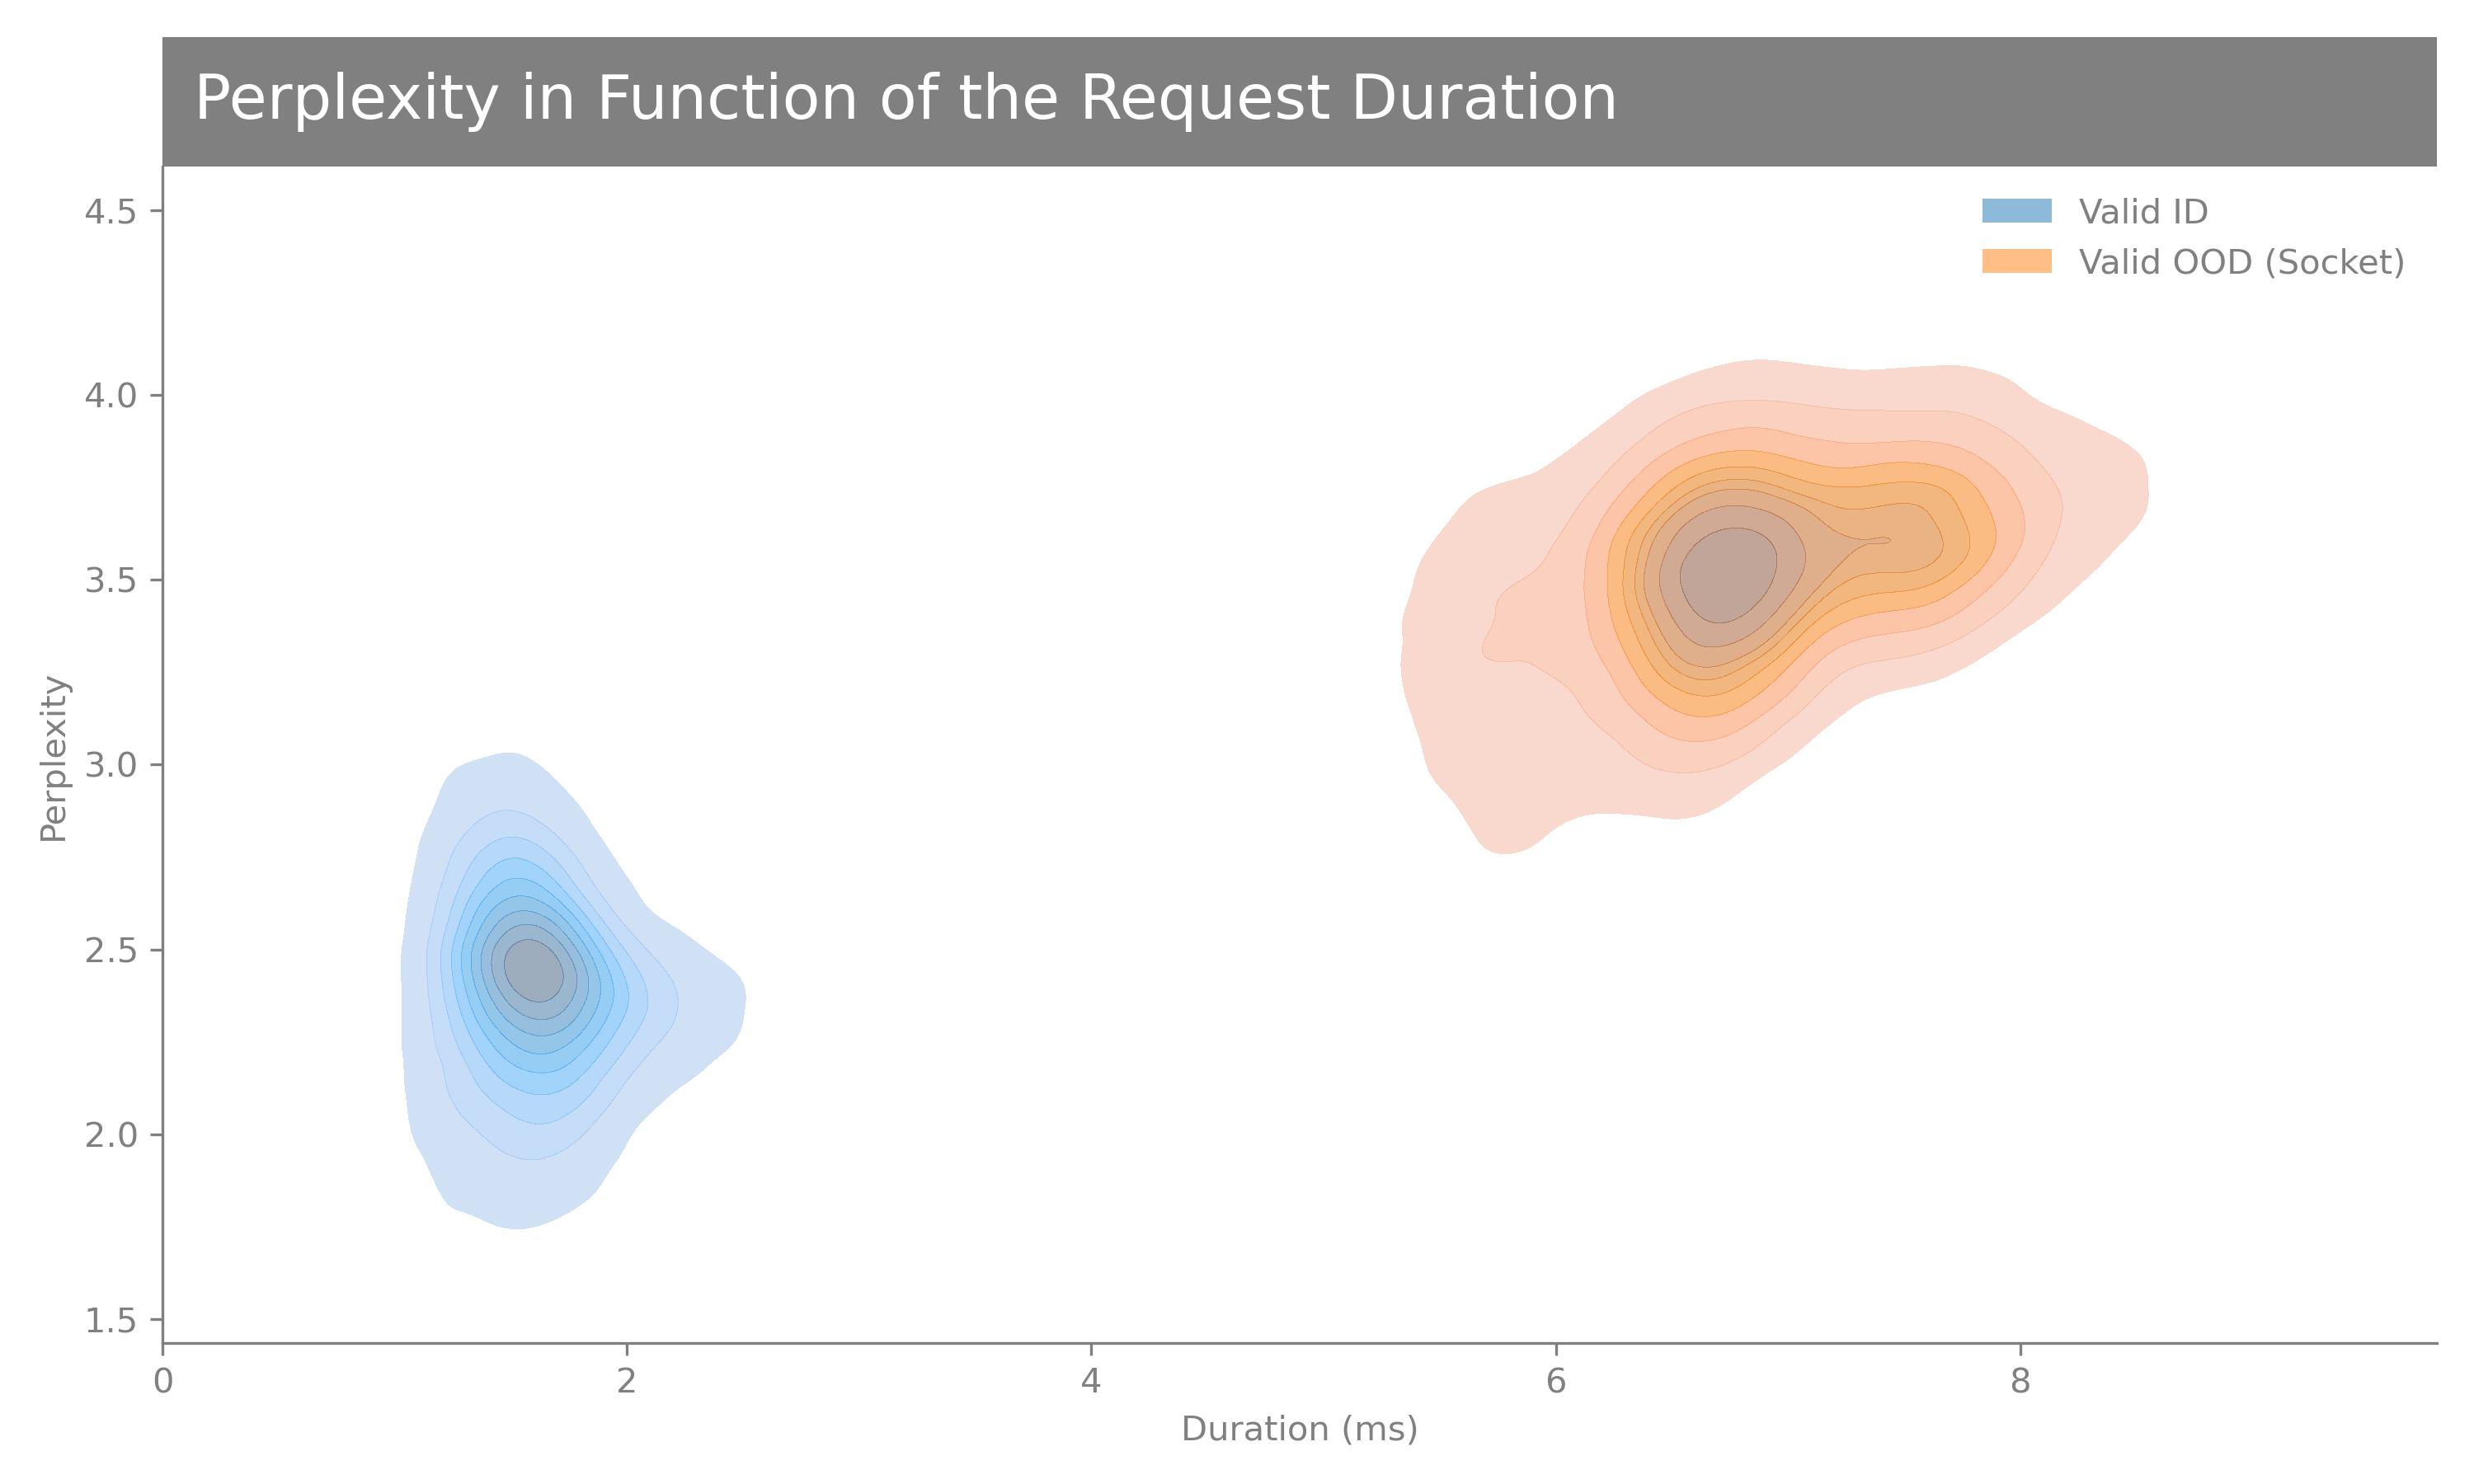 Perplexity in Function of the Request Duration
Valid ID
Valid OOD (Socket)
4.5
4.0
3.5
3.0
2.5
2.0
1.5
Perplexity
0 2 4 6 8
Duration (ms)